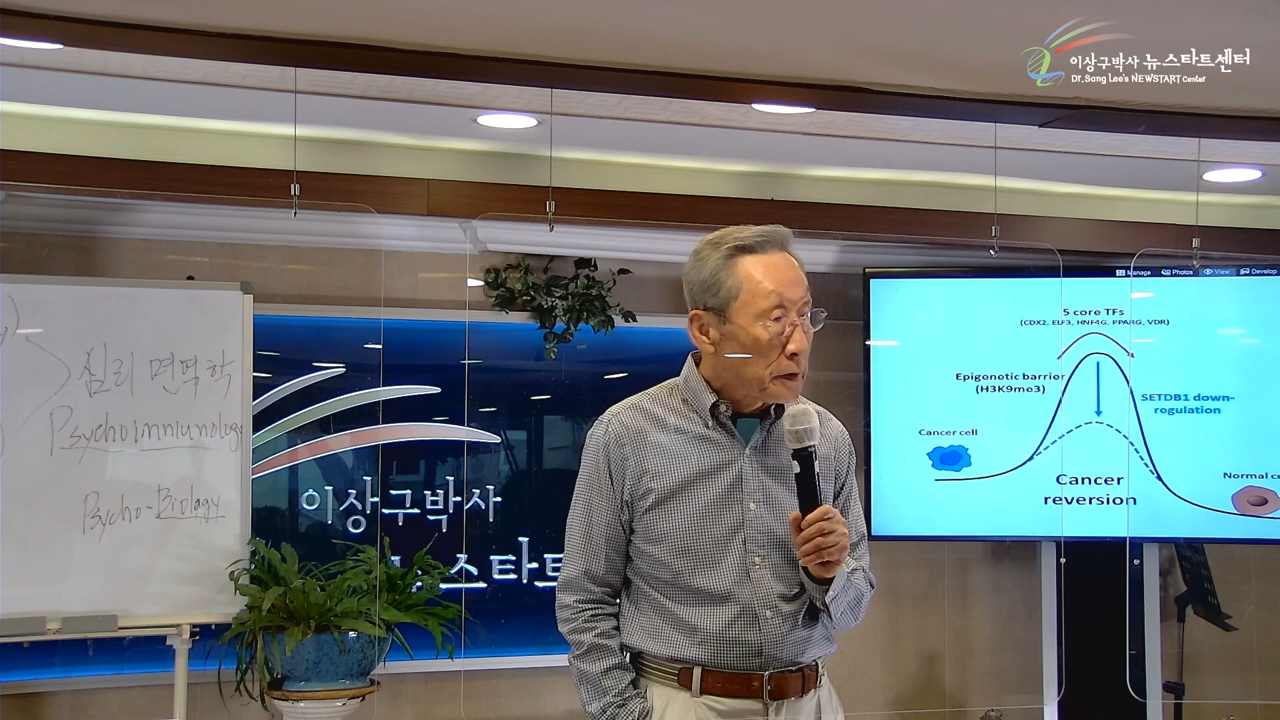 이상구박사 뉴스타트센터
Dr. Sang Lee's NEWSTART Center
심리 면역학
Psychoimmunology
Psycho-Biology
이상구박사
스타트
Manage Photos View Develop
5 core TFs
(CDX2, ELF3, HNF4G, PPARG, VDR)
Epigenetic barrier
(H3K9me3)
SETDB1 down-
regulation
Cancer cell
Cancer
reversion
Normal ce